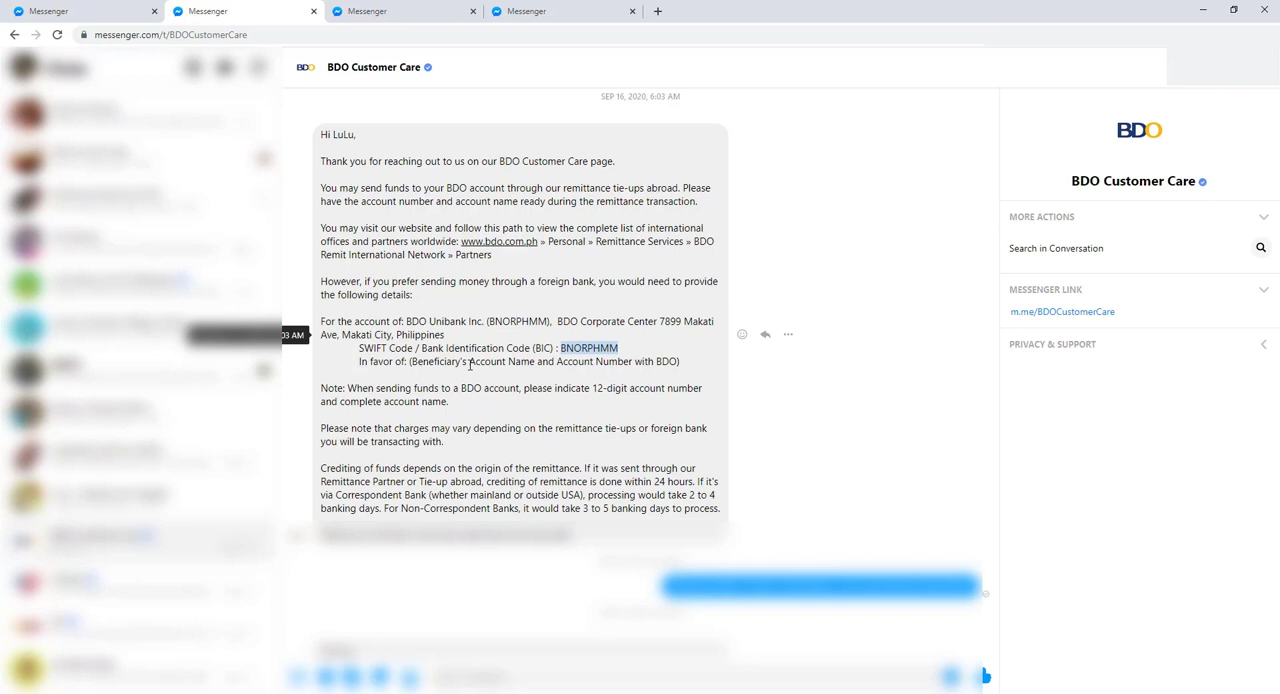 Messenger
Messenger
Messenger
Messenger
messenger.com/t/BDOCustomerCare
BDO
BDO Customer Care
SEP 16, 2020, 6:03 AM
Hi LuLu,
Thank you for reaching out to us on our BDO Customer Care page.
You may send funds to your BDO account through our remittance tie-ups abroad. Please
have the account number and account name ready during the remittance transaction.
You may visit our website and follow this path to view the complete list of international
offices and partners worldwide: www.bdo.com.ph » Personal » Remittance Services » BDO
Remit International Network » Partners
However, if you prefer sending money through a foreign bank, you would need to provide
the following details:
For the account of: BDO Unibank Inc. (BNORPHMM), BDO Corporate Center 7899 Makati
Ave, Makati City, Philippines
03 AM
SWIFT Code / Bank Identification Code (BIC) : BNORPHMM
In favor of: (Beneficiary's Account Name and Account Number with BDO)
Note: When sending funds to a BDO account, please indicate 12-digit account number
and complete account name.
Please note that charges may vary depending on the remittance tie-ups or foreign bank
you will be transacting with.
Crediting of funds depends on the origin of the remittance. If it was sent through our
Remittance Partner or Tie-up abroad, crediting of remittance is done within 24 hours. If it's
via Correspondent Bank (whether mainland or outside USA), processing would take 2 to 4
banking days. For Non-Correspondent Banks, it would take 3 to 5 banking days to process.
BDO
BDO Customer Care
MORE ACTIONS
Search in Conversation
MESSENGER LINK
m.me/BDOCustomerCare
PRIVACY & SUPPORT